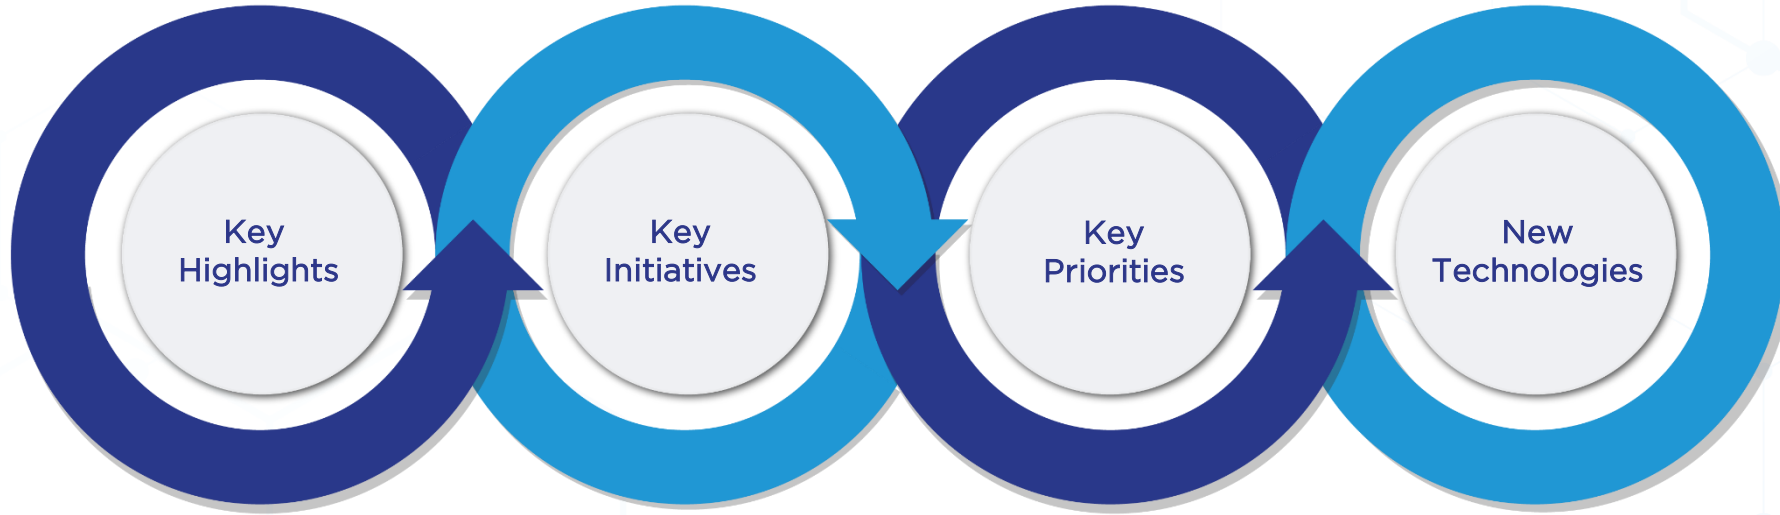 Key
Highlights
Key
Initiatives
Key
Priorities
New
Technologies